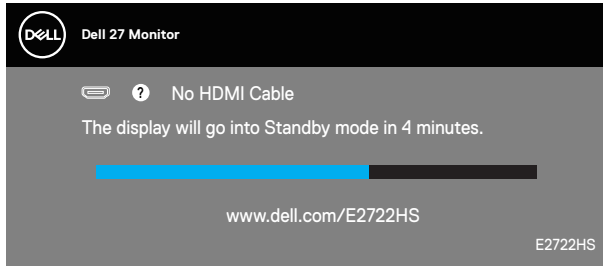 DELL
Dell 27 Monitor
? No HDMI Cable
The display will go into Standby mode in 4 minutes.
www.dell.com/E2722HS
E2722HS